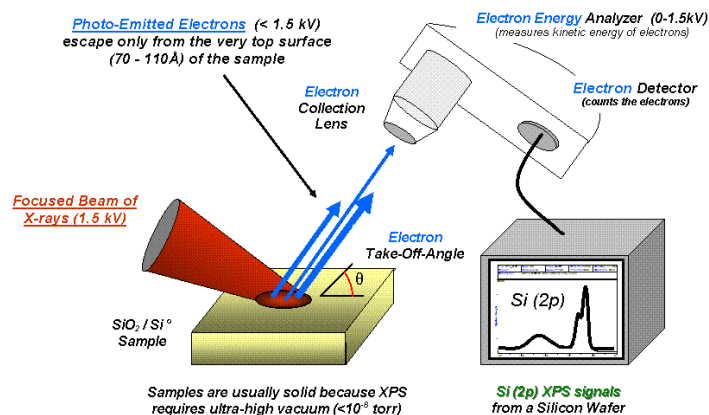 Photo-Emitted Electrons (< 1.5 kV)
escape only from the very top surface
(70 - 110Å) of the sample
Electron Energy Analyzer (0-1.5kV)
(measures kinetic energy of electrons)
Electron
Collection
Lens
Electron Detector
(counts the electrons)
Focused Beam of
X-rays (1.5 kV)
Electron
Take-Off-Angle
θ
Si (2p)
SiO₂ / Si°
Sample
Samples are usually solid because XPS
requires ultra-high vacuum (<10⁻⁸ torr)
Si (2p) XPS signals
from a Silicon Wafer